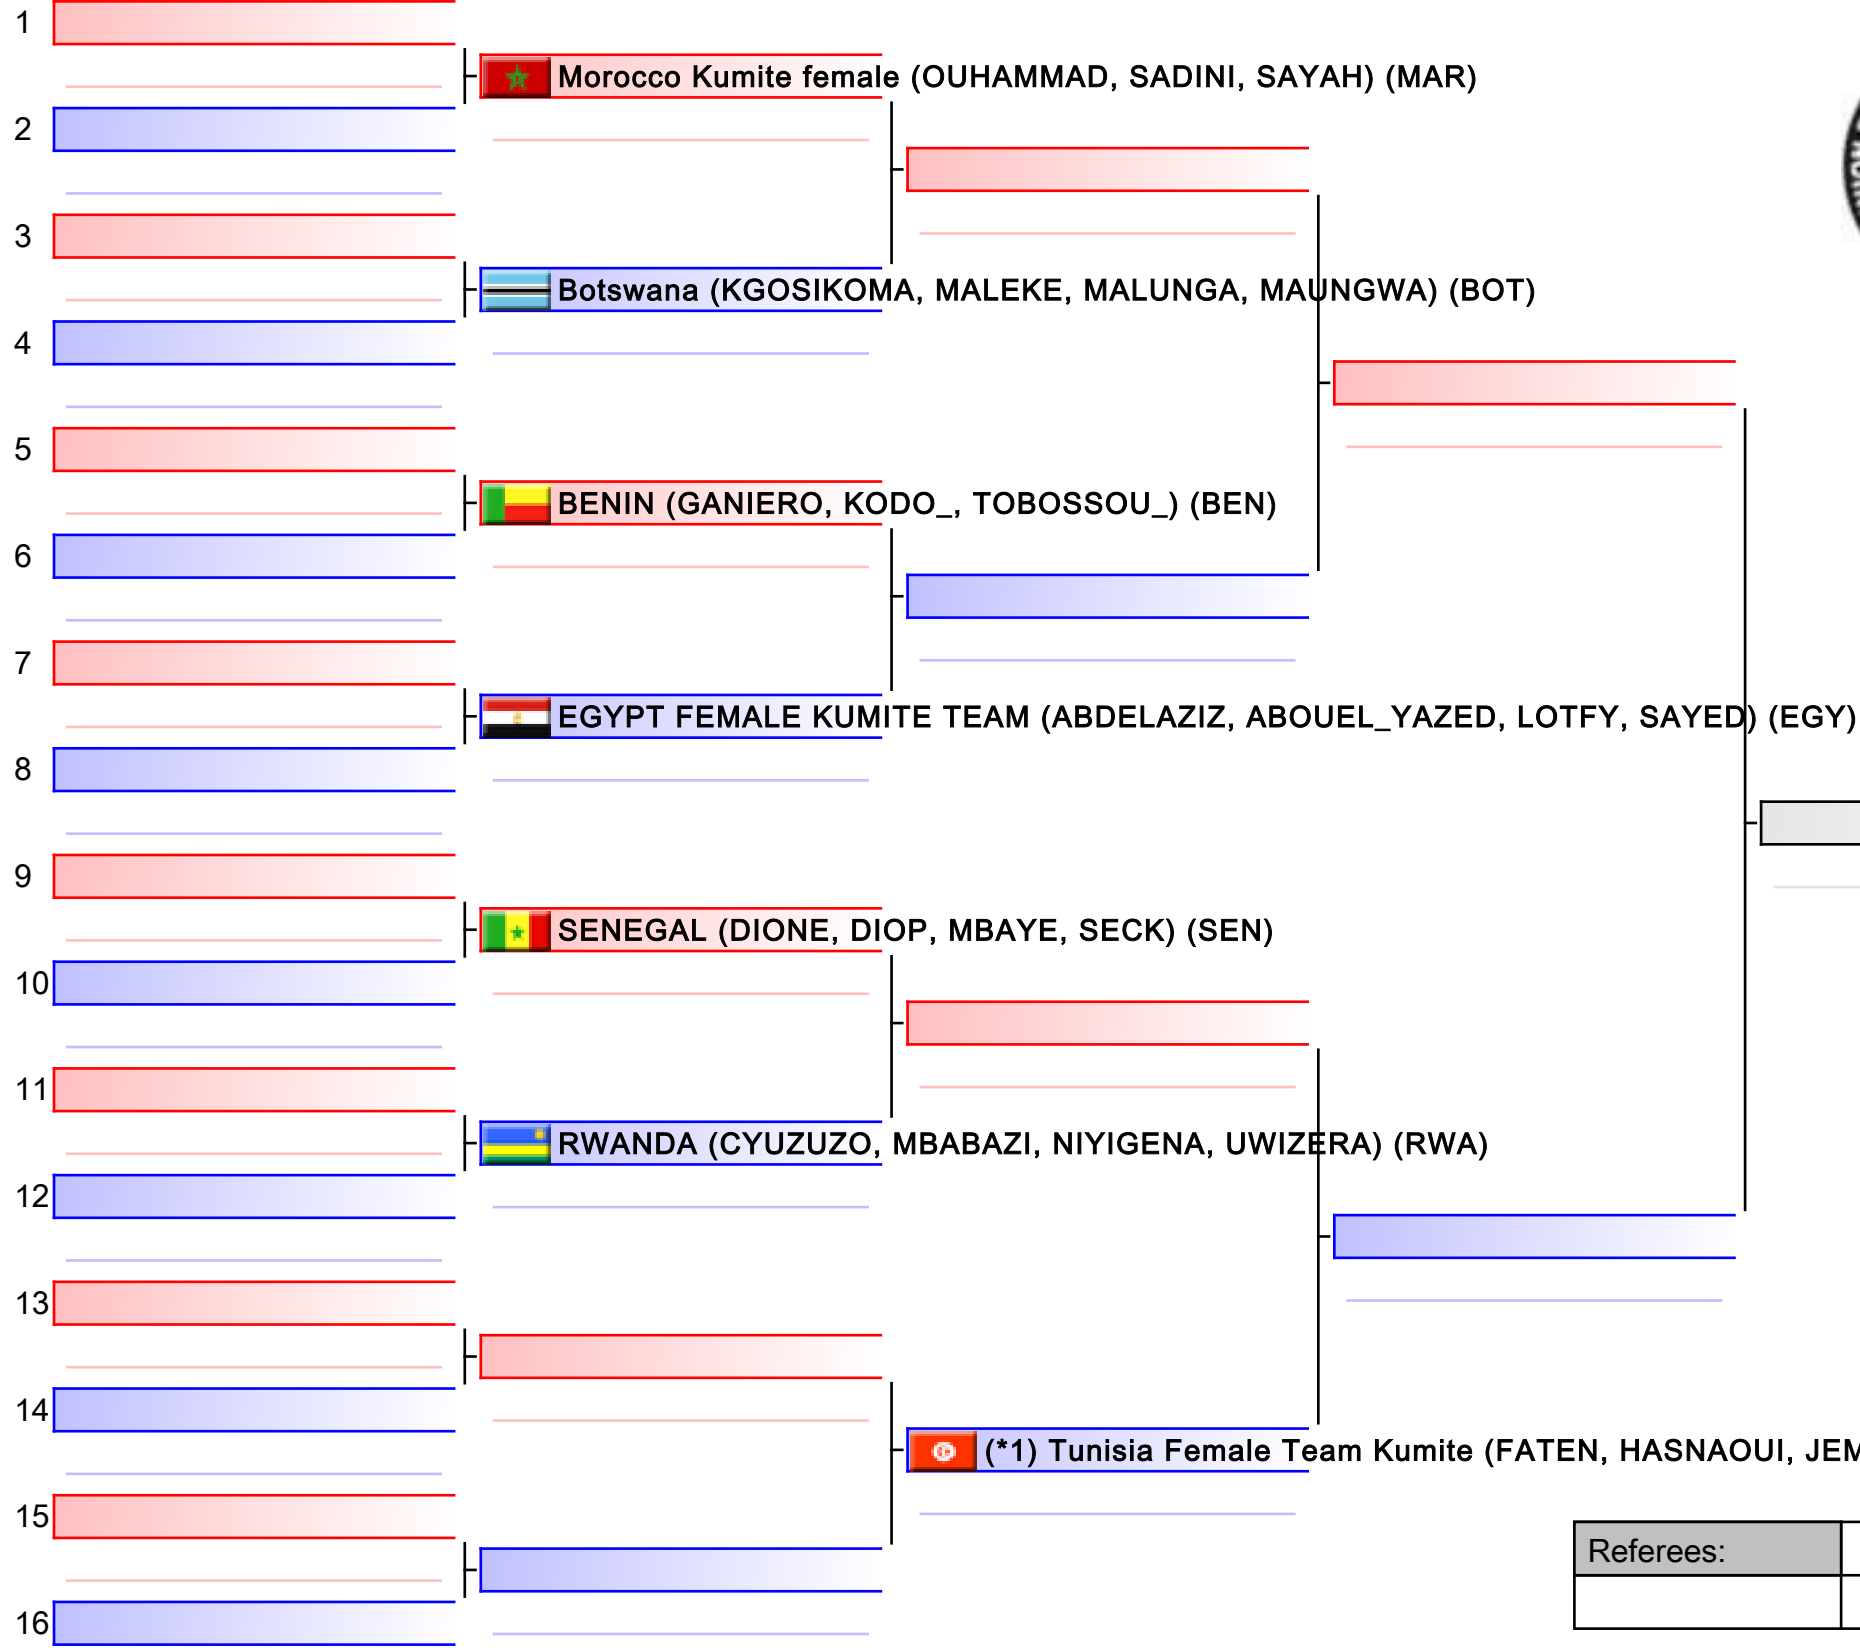 1
Morocco Kumite female (OUHAMMAD, SADINI, SAYAH) (MAR)
2
3
Botswana (KGOSIKOMA, MALEKE, MALUNGA, MAUNGWA) (BOT)
4
5
BENIN (GANIERO, KODO_, TOBOSSOU_) (BEN)
6
7
EGYPT FEMALE KUMITE TEAM (ABDELAZIZ, ABOUEL_YAZED, LOTFY, SAYED) (EGY)
8
9
SENEGAL (DIONE, DIOP, MBAYE, SECK) (SEN)
10
11
RWANDA (CYUZUZO, MBABAZI, NIYIGENA, UWIZERA) (RWA)
12
13
14
(*1) Tunisia Female Team Kumite (FATEN, HASNAOUI,
15
Referees:
16